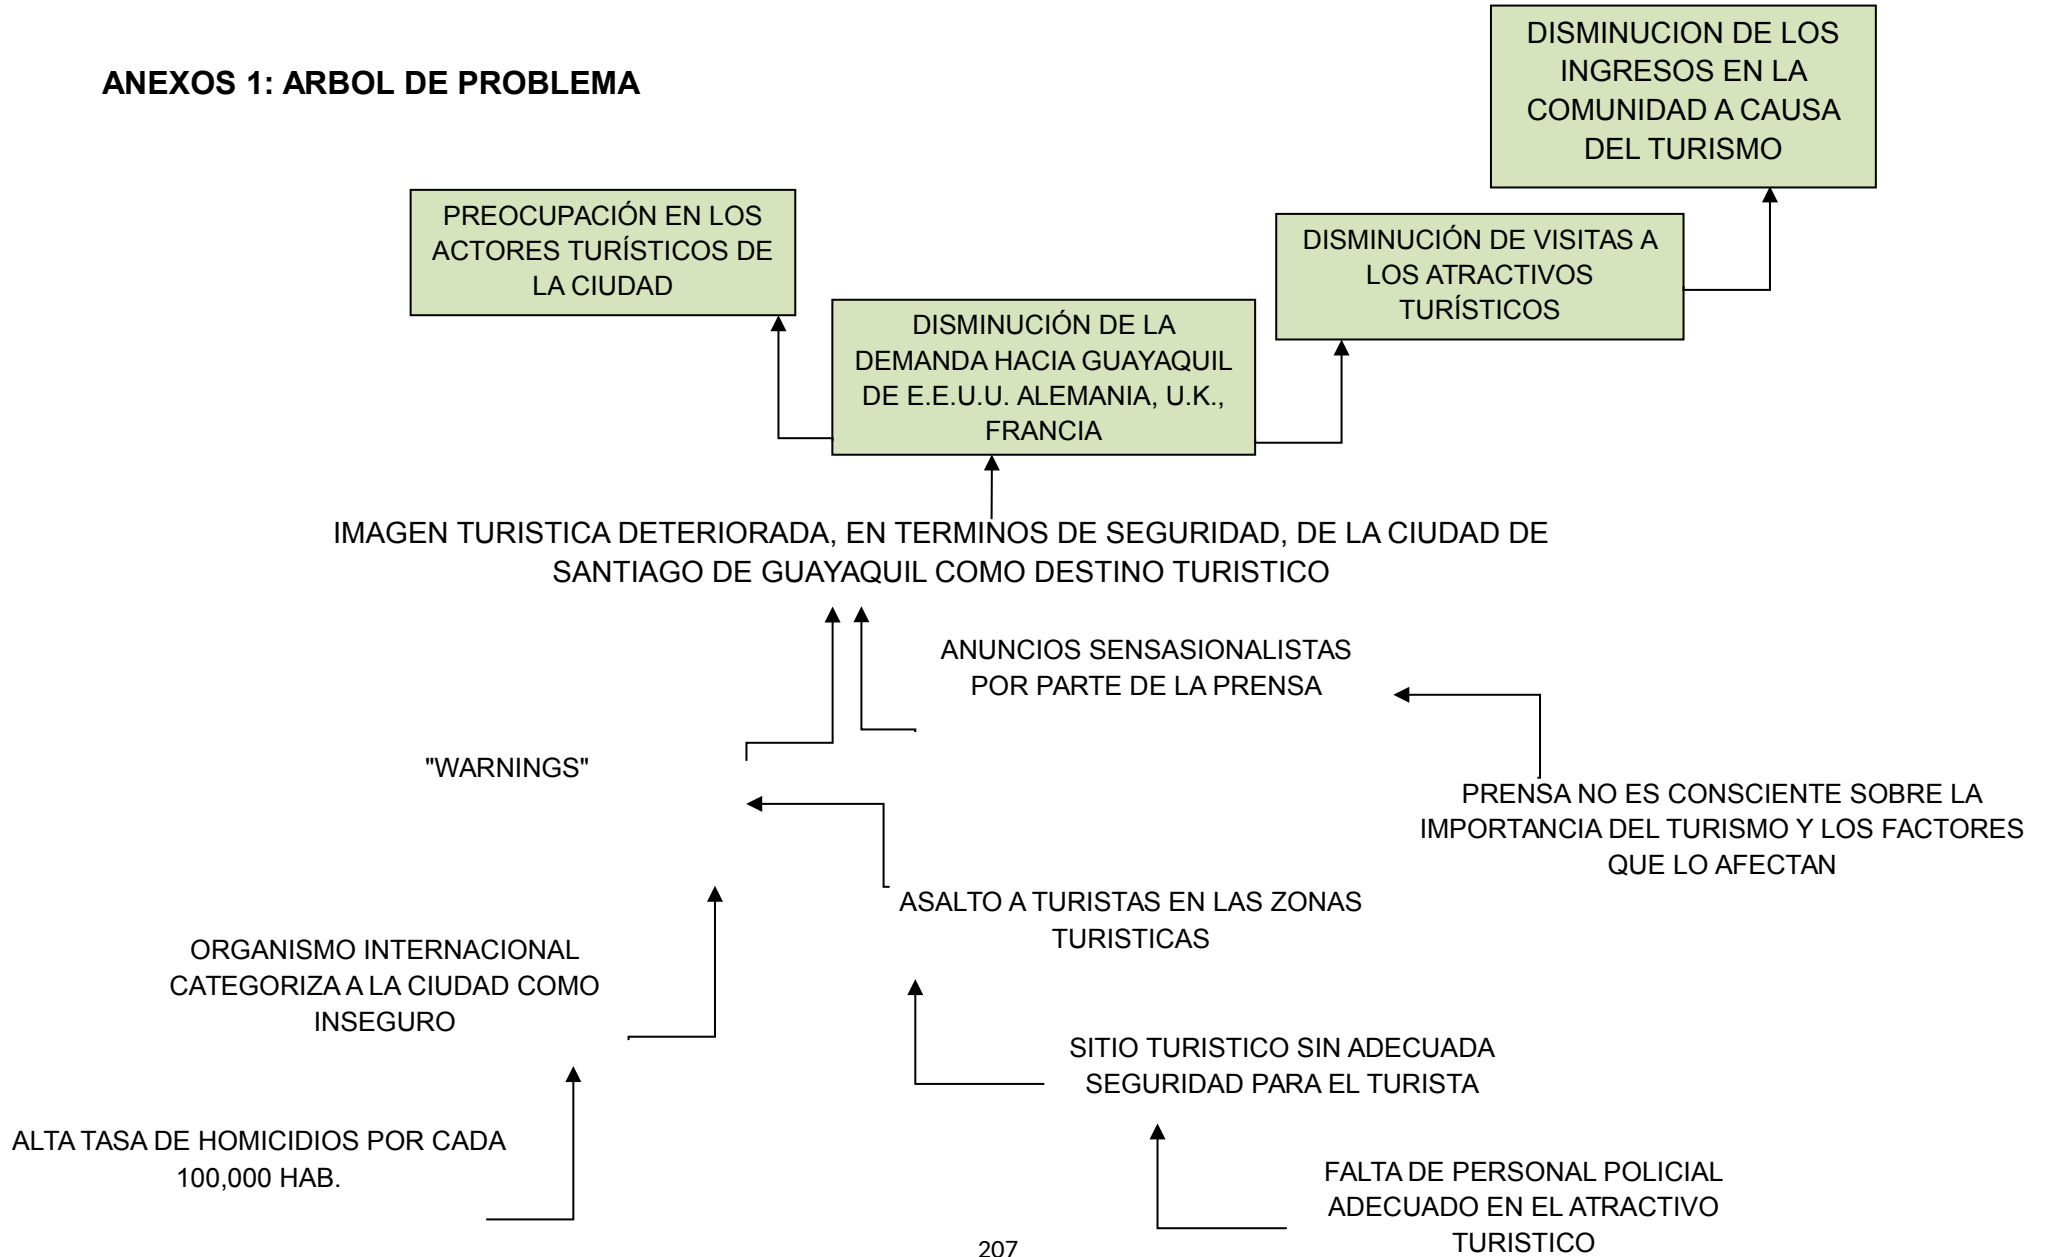 ANEXOS 1: ARBOL DE PROBLEMA
DISMINUCION DE LOS
INGRESOS EN LA
COMUNIDAD A CAUSA
DEL TURISMO
PREOCUPACIÓN EN LOS
ACTORES TURÍSTICOS DE
LA CIUDAD
DISMINUCIÓN DE VISITAS A
LOS ATRACTIVOS
TURÍSTICOS
DISMINUCIÓN DE LA
DEMANDA HACIA GUAYAQUIL
DE E.E.U.U. ALEMANIA, U.K.,
FRANCIA
IMAGEN TURISTICA DETERIORADA, EN TERMINOS DE SEGURIDAD, DE LA CIUDAD DE
SANTIAGO DE GUAYAQUIL COMO DESTINO TURISTICO
ANUNCIOS SENSASIONALISTAS
POR PARTE DE LA PRENSA
"WARNINGS"
PRENSA NO ES CONSCIENTE SOBRE LA
IMPORTANCIA DEL TURISMO Y LOS FACTORES
QUE LO AFECTAN
ASALTO A TURISTAS EN LAS ZONAS
TURISTICAS
ORGANISMO INTERNACIONAL
CATEGORIZA A LA CIUDAD COMO
INSEGURO
SITIO TURISTICO SIN ADECUADA
SEGURIDAD PARA EL TURISTA
ALTA TASA DE HOMICIDIOS POR CADA
100,000 HAB.
FALTA DE PERSONAL POLICIAL
ADECUADO EN EL ATRACTIVO
TURISTICO
207